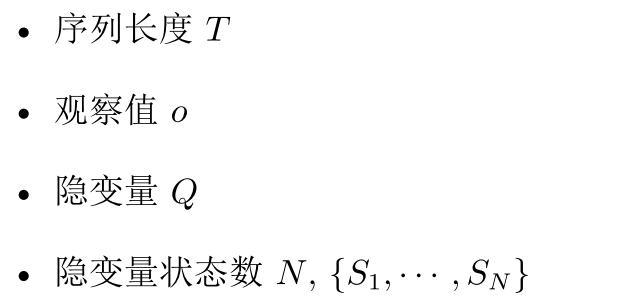 • 序列长度 T
• 观察值 o
• 隐变量 Q
• 隐变量状态数 N, {S₁, ⋯ , S_N}